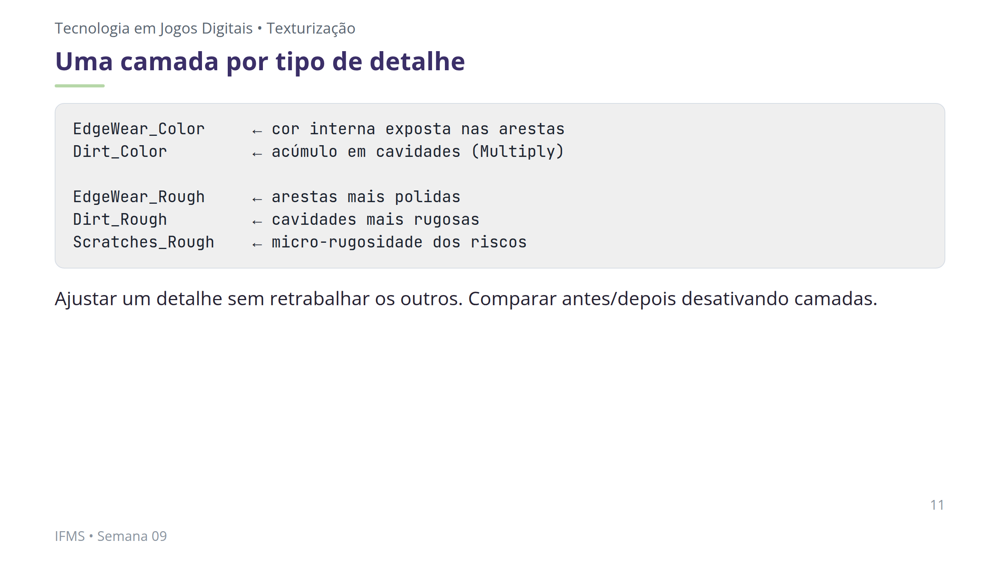 Tecnologia em Jogos Digitais • Texturização
Uma camada por tipo de detalhe
EdgeWear_Color     ← cor interna exposta nas arestas
Dirt_Color         ← acúmulo em cavidades (Multiply)
EdgeWear_Rough     ← arestas mais polidas
Dirt_Rough         ← cavidades mais rugosas
Scratches_Rough    ← micro-rugosidade dos riscos
Ajustar um detalhe sem retrabalhar os outros. Comparar antes/depois desativando camadas.
11
IFMS • Semana 09